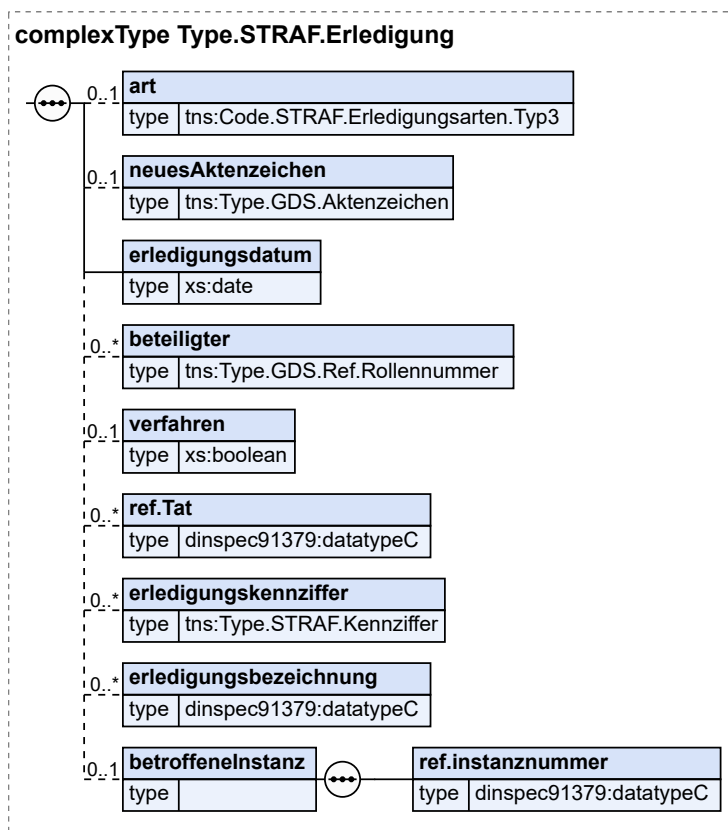 complexType Type.STRAF.Erledigung
0..1
art
type tns:Code.STRAF.Erledigungsarten.Typ3
0..1
neuesAktenzeichen
type tns:Type.GDS.Aktenzeichen
erledigungsdatum
type xs:date
0..*
beteiligter
type tns:Type.GDS.Ref.Rollennummer
0..1
verfahren
type xs:boolean
0..*
ref.Tat
type dinspec91379:datatypeC
0..*
erledigungskennziffer
type tns:Type.STRAF.Kennziffer
0..*
erledigungsbezeichnung
type dinspec91379:datatypeC
0..1
betroffeneInstanz ref.instanznummer
type type dinspec91379:datatypeC